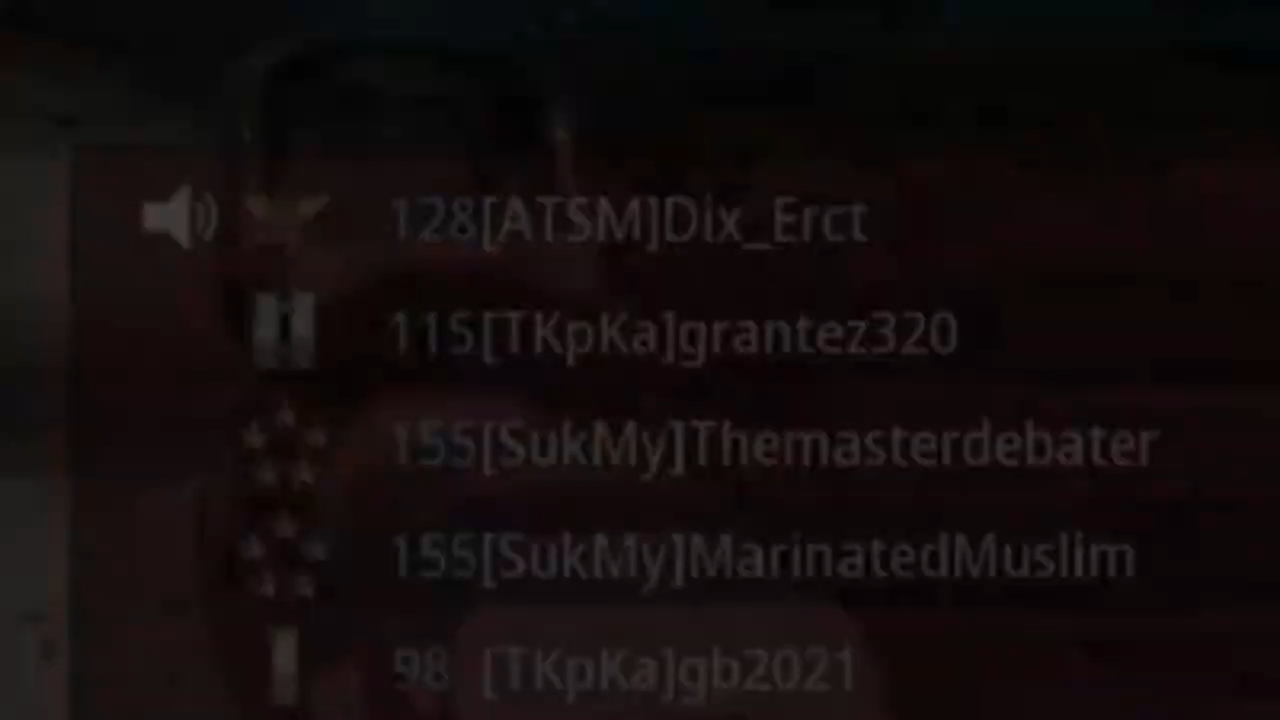 128[ATSM]Dix_Erct
115[TKpKa]grantez320
155[SukMy]Themasterdebater
155[SukMy]MarinatedMuslim
98 [TKpKa]gb2021